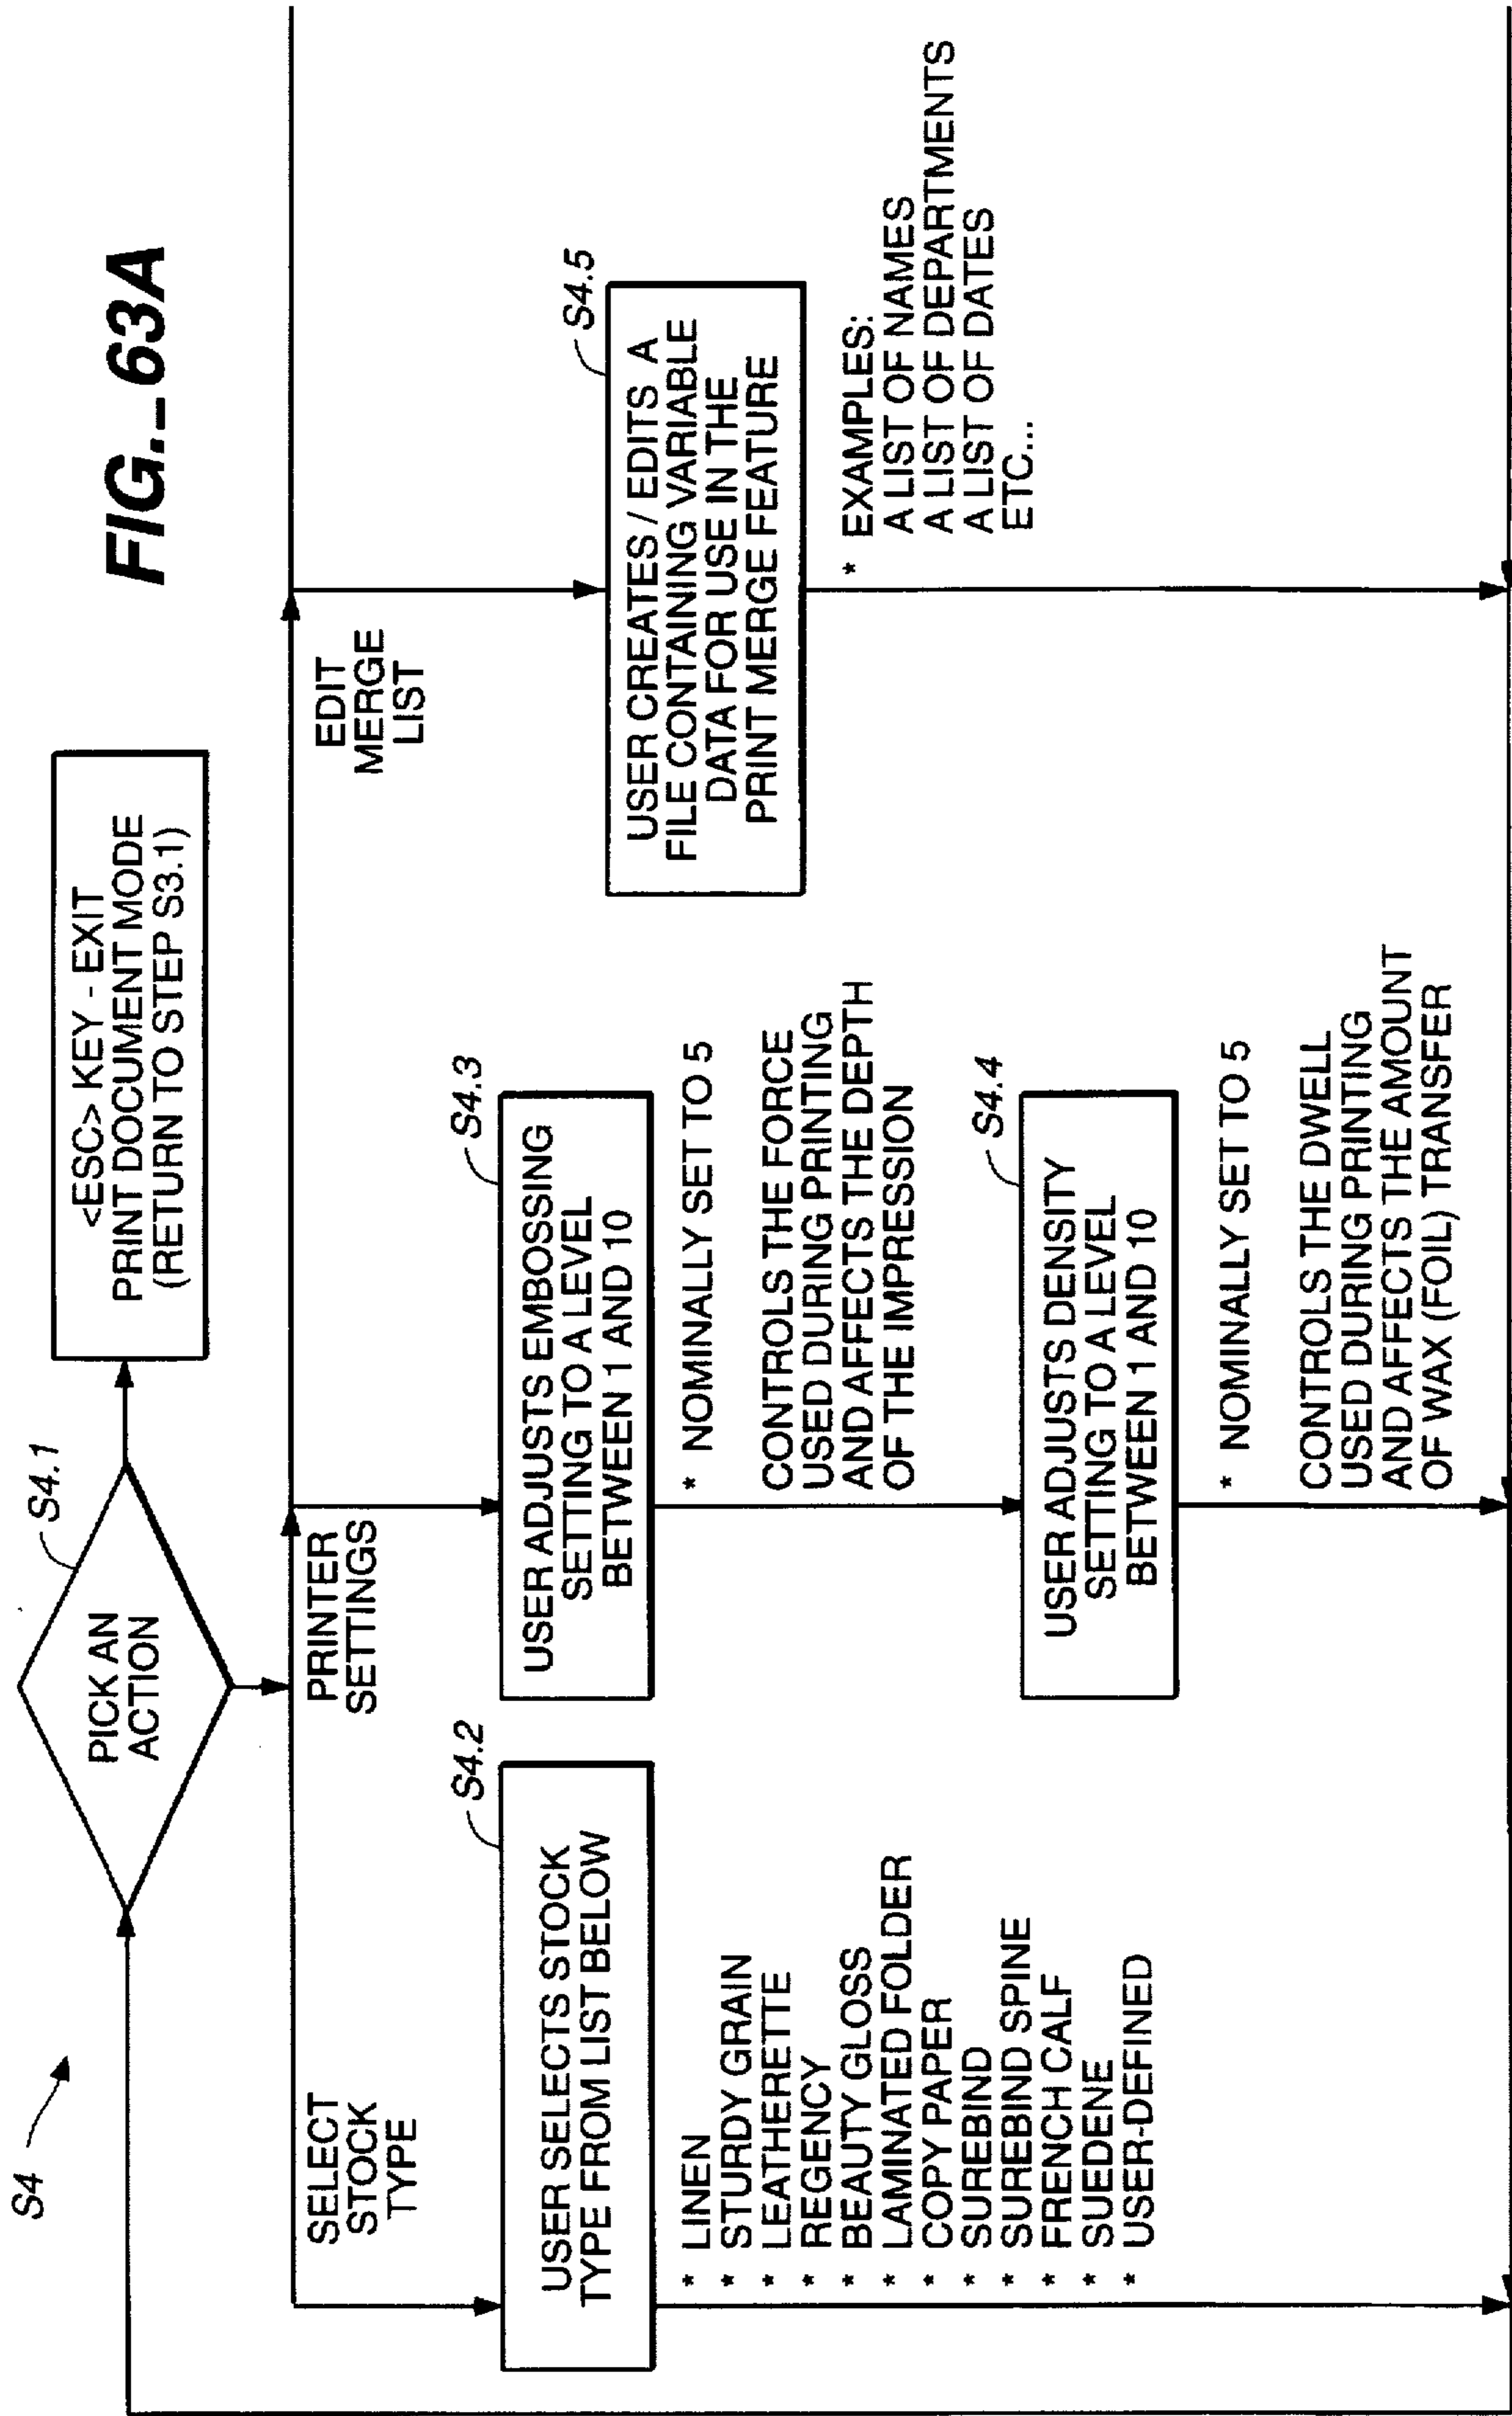 FIG._63A
S4
S4.1
PICK AN
ACTION
<ESC> KEY - EXIT
PRINT DOCUMENT MODE
(RETURN TO STEP S3.1)
SELECT
STOCK
TYPE
S4.2
USER SELECTS STOCK
TYPE FROM LIST BELOW
* LINEN
* STURDY GRAIN
* LEATHERETTE
* REGENCY
* BEAUTY GLOSS
* LAMINATED FOLDER
* COPY PAPER
* SUREBIND
* SUREBIND SPINE
* FRENCH CALF
* SUEDENE
* USER-DEFINED
PRINTER
SETTINGS
S4.3
USER ADJUSTS EMBOSSING
SETTING TO A LEVEL
BETWEEN 1 AND 10
* NOMINALLY SET TO 5
CONTROLS THE FORCE
USED DURING PRINTING
AND AFFECTS THE DEPTH
OF THE IMPRESSION
S4.4
USER ADJUSTS DENSITY
SETTING TO A LEVEL
BETWEEN 1 AND 10
* NOMINALLY SET TO 5
CONTROLS THE DWELL
USED DURING PRINTING
AND AFFECTS THE AMOUNT
OF WAX (FOIL) TRANSFER
EDIT
MERGE
LIST
S4.5
USER CREATES / EDITS A
FILE CONTAINING VARIABLE
DATA FOR USE IN THE
PRINT MERGE FEATURE
* EXAMPLES:
A LIST OF NAMES
A LIST OF DEPARTMENTS
A LIST OF DATES
ETC...